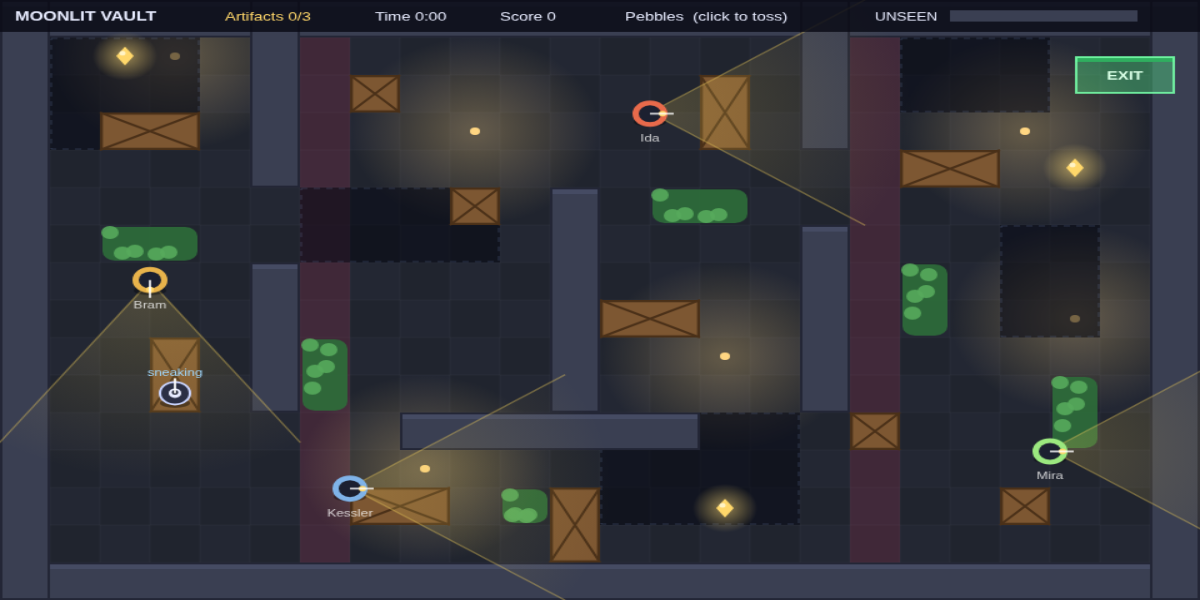 MOONLIT VAULT
Artifacts 0/3
Time 0:00
Score 0
Pebbles (click to toss)
UNSEEN
EXIT
Ida
Bram
sneaking
Mira
Kessler